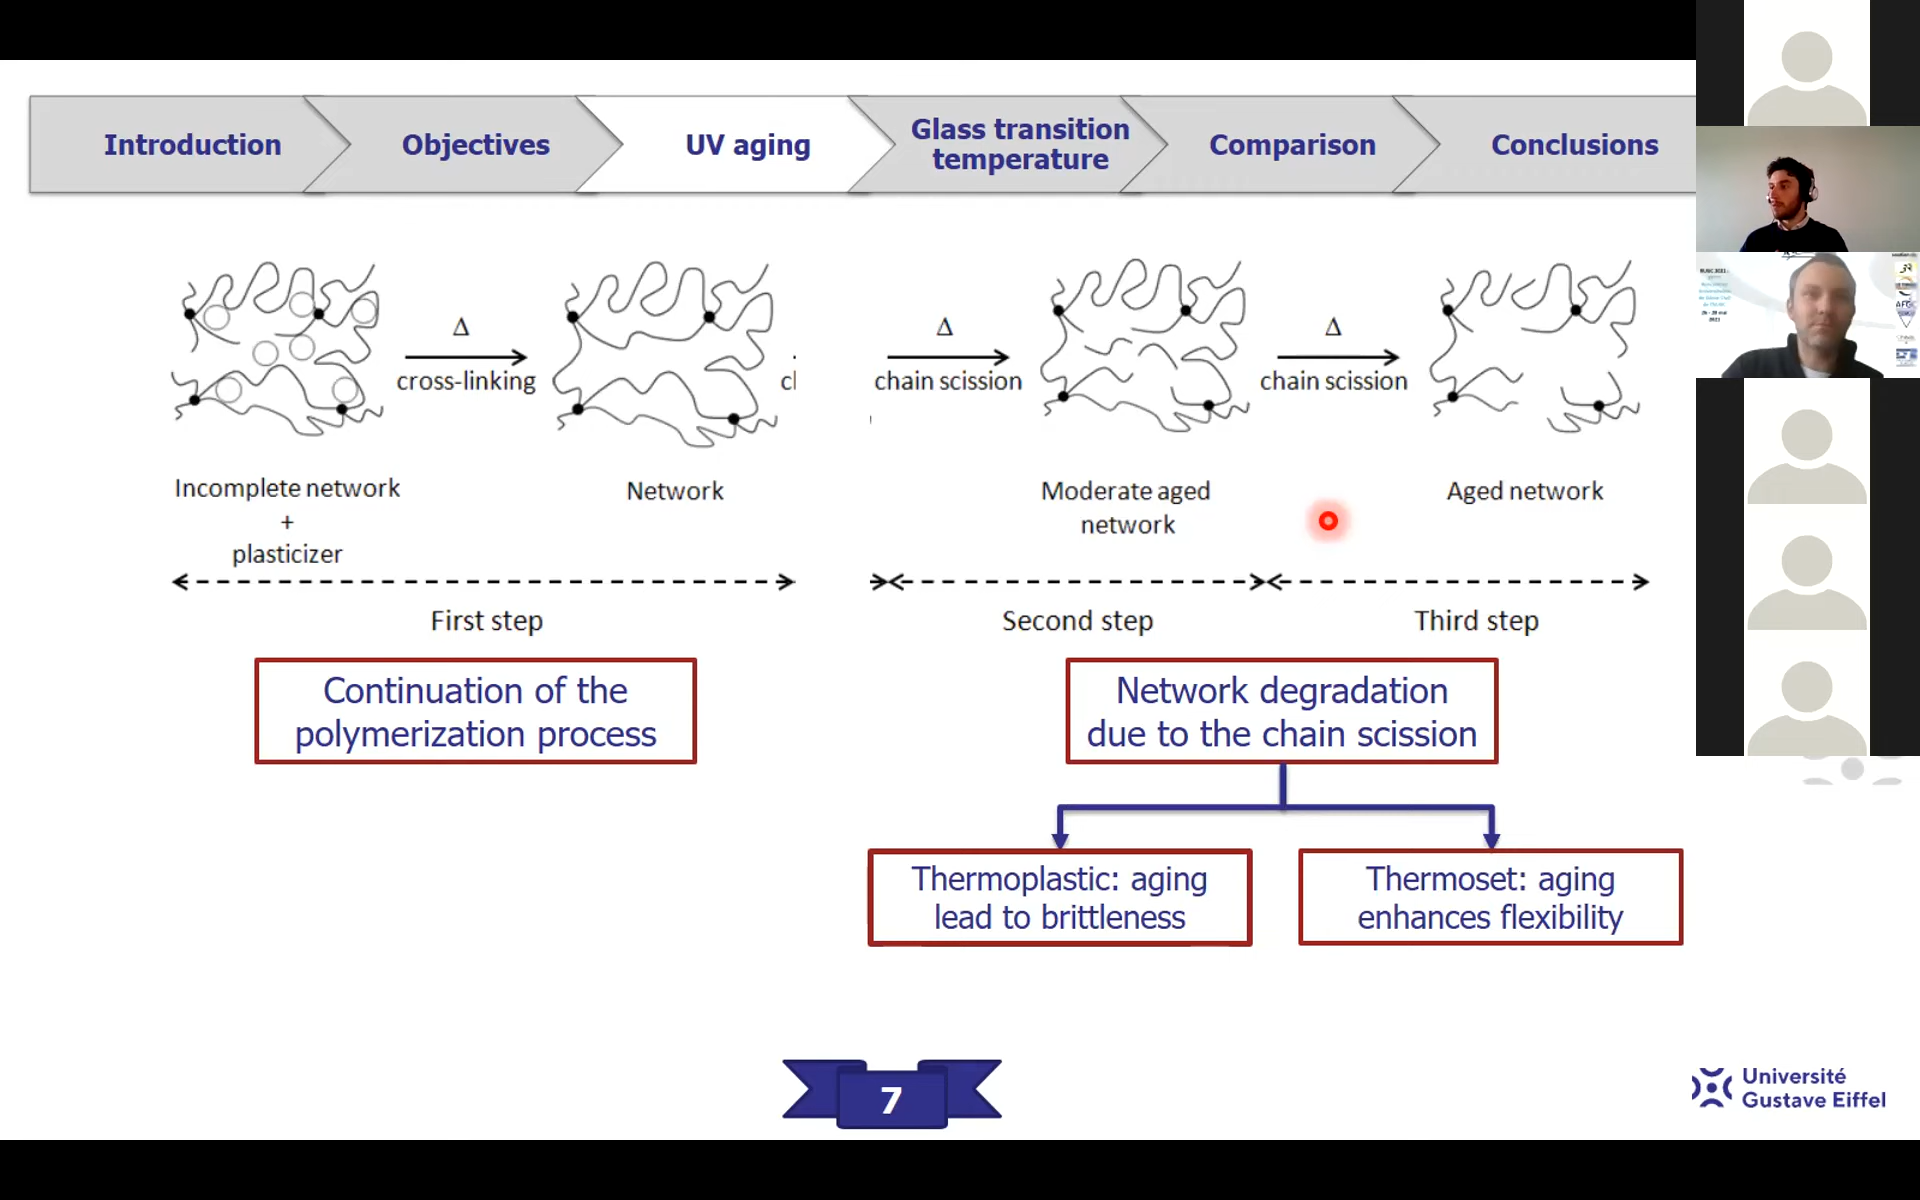 Introduction
Objectives
UV aging
Glass transition
temperature
Comparison
Conclusions
Δ
cross-linking
cl
Δ
chain scission
Δ
chain scission
Incomplete network
+
plasticizer
Network
Moderate aged
network
Aged network
First step
Second step
Third step
Continuation of the
polymerization process
Network degradation
due to the chain scission
Thermoplastic: aging
lead to brittleness
Thermoset: aging
enhances flexibility
7
Université
Gustave Eiffel